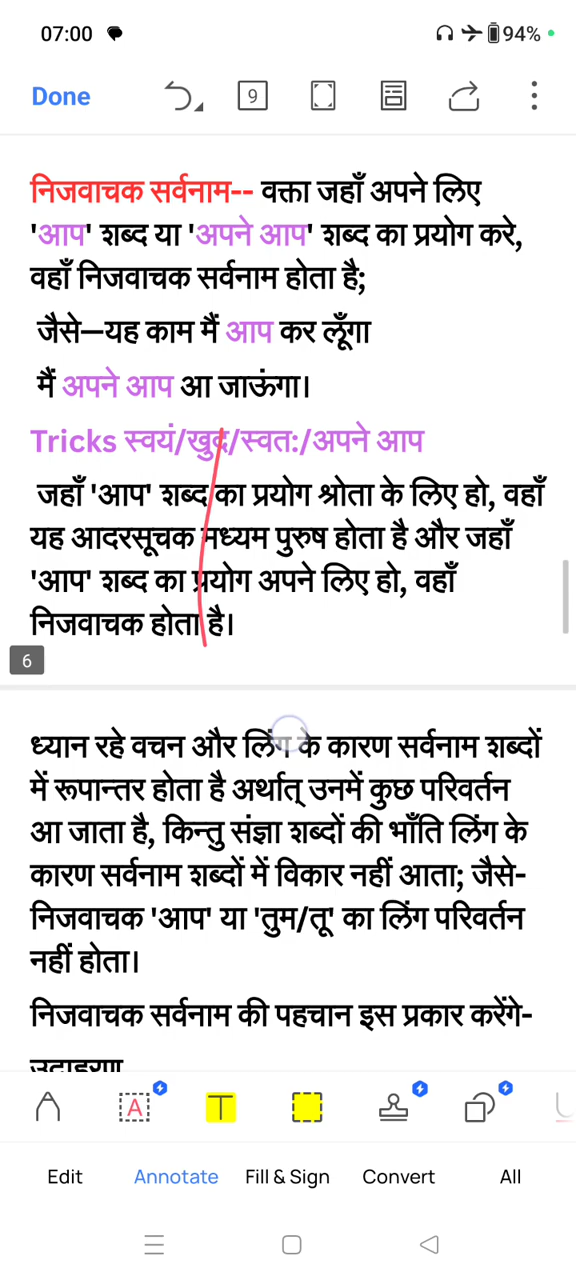 07:00
94%
Done
9
निजवाचक सर्वनाम-- वक्ता जहाँ अपने लिए
'आप' शब्द या 'अपने आप' शब्द का प्रयोग करे,
वहाँ निजवाचक सर्वनाम होता है;
जैसे—यह काम मैं आप कर लूँगा
मैं अपने आप आ जाऊंगा।
Tricks स्वयं/खुद/स्वत:/अपने आप
जहाँ 'आप' शब्द का प्रयोग श्रोता के लिए हो, वहाँ
यह आदरसूचक मध्यम पुरुष होता है और जहाँ
'आप' शब्द का प्रयोग अपने लिए हो, वहाँ
निजवाचक होता है।
6
ध्यान रहे वचन और लिंग के कारण सर्वनाम शब्दों
में रूपान्तर होता है अर्थात् उनमें कुछ परिवर्तन
आ जाता है, किन्तु संज्ञा शब्दों की भाँति लिंग के
कारण सर्वनाम शब्दों में विकार नहीं आता; जैसे-
निजवाचक 'आप' या 'तुम/तू' का लिंग परिवर्तन
नहीं होता।
निजवाचक सर्वनाम की पहचान इस प्रकार करेंगे-
उदाहरण
A T
Edit Annotate Fill & Sign Convert All